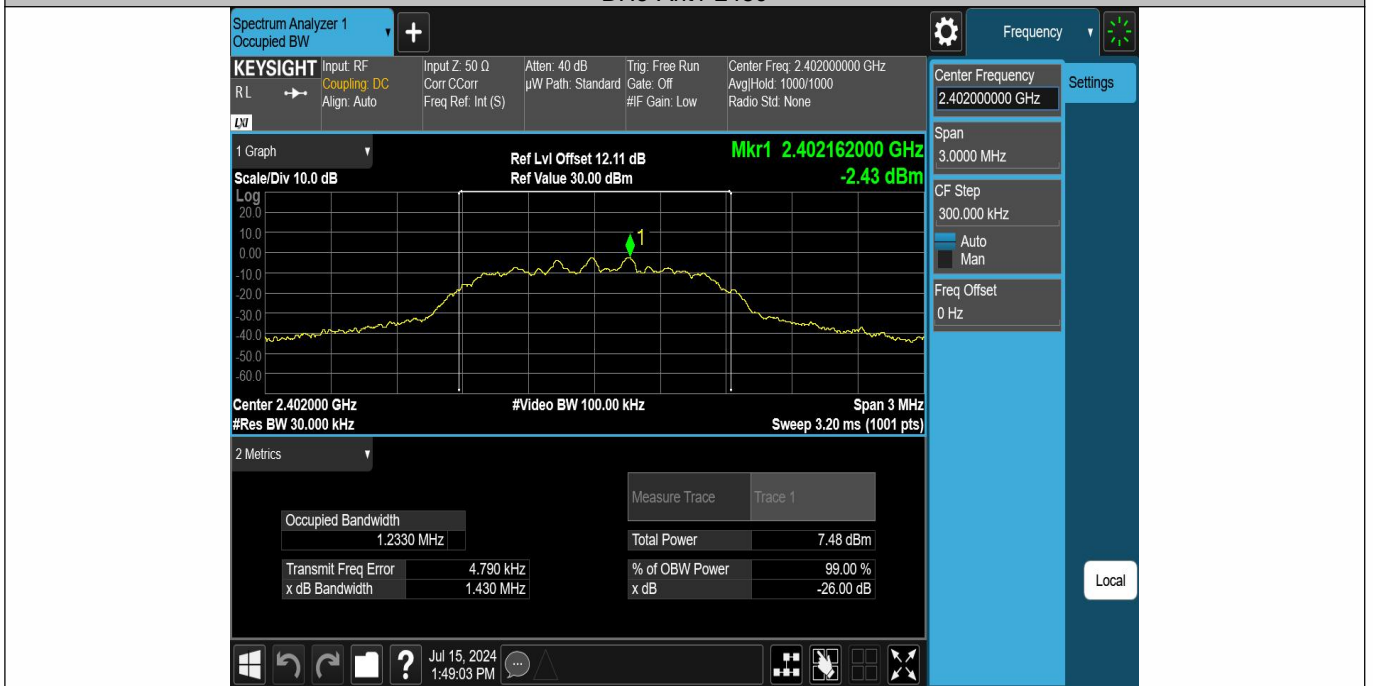 Spectrum Analyzer 1
Occupied BW
Frequency
KEYSIGHT
RL
LXI
Input: RF
Coupling: DC
Align: Auto
Input Z: 50 Ω
Corr CCorr
Freq Ref: Int (S)
Atten: 40 dB
µW Path: Standard
Trig: Free Run
Gate: Off
#IF Gain: Low
Center Freq: 2.402000000 GHz
Avg|Hold: 1000/1000
Radio Std: None
Center Frequency
2.402000000 GHz
Settings
Span
3.0000 MHz
CF Step
300.000 kHz
Auto
Man
Freq Offset
0 Hz
Local
1 Graph
Scale/Div 10.0 dB
Ref Lvl Offset 12.11 dB
Ref Value 30.00 dBm
Mkr1 2.402162000 GHz
-2.43 dBm
Log
20.0
10.0
0.00
-10.0
-20.0
-30.0
-40.0
-50.0
-60.0
1
Center 2.402000 GHz
#Video BW 100.00 kHz
Span 3 MHz
#Res BW 30.000 kHz
Sweep 3.20 ms (1001 pts)
2 Metrics
Measure Trace Trace 1
Occupied Bandwidth
1.2330 MHz
Total Power 7.48 dBm
Transmit Freq Error 4.790 kHz
% of OBW Power 99.00 %
x dB Bandwidth 1.430 MHz
x dB -26.00 dB
?
Jul 15, 2024
1:49:03 PM